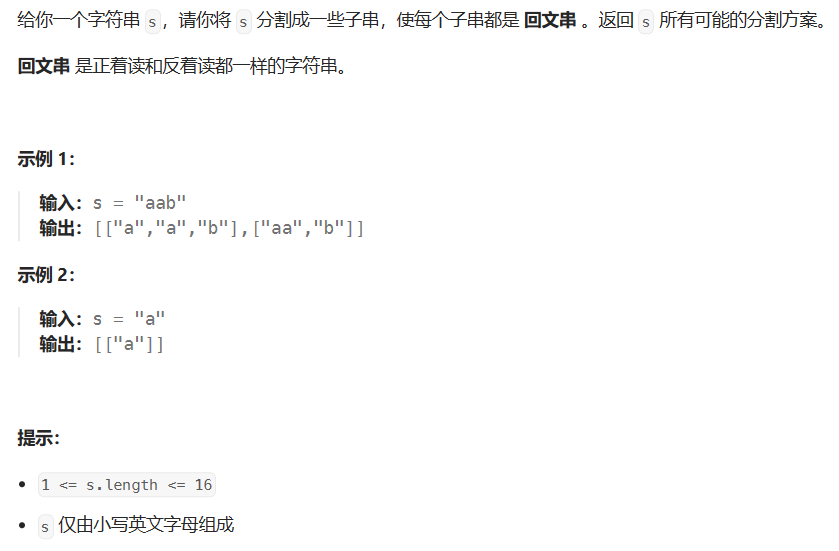 给你一个字符串 s，请你将 s 分割成一些子串，使每个子串都是 回文串 。返回 s 所有可能的分割方案。
回文串 是正着读和反着读都一样的字符串。
示例 1：
输入：s = "aab"
输出：[["a","a","b"],["aa","b"]]
示例 2：
输入：s = "a"
输出：[["a"]]
提示：
• 1 <= s.length <= 16
• s 仅由小写英文字母组成